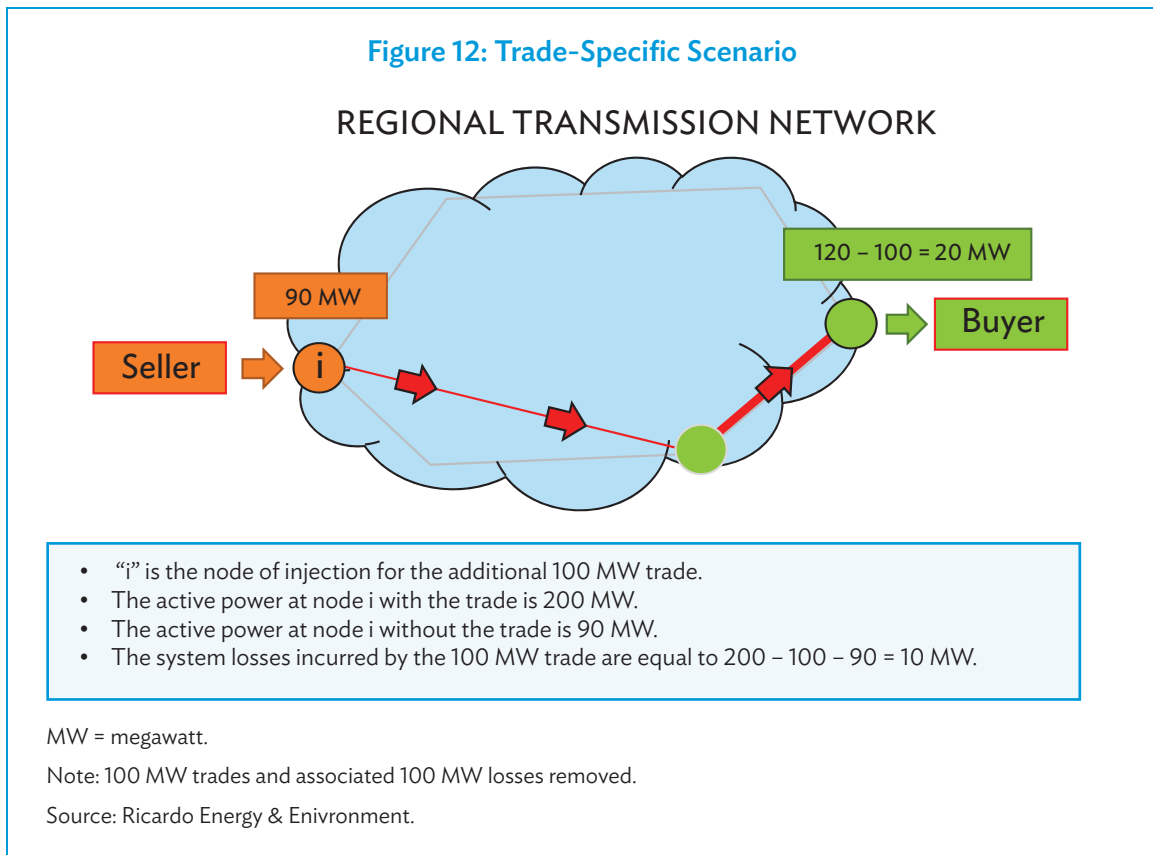 Figure 12: Trade-Specific Scenario
REGIONAL TRANSMISSION NETWORK
120 – 100 = 20 MW
90 MW
Buyer
Seller
i
• “i” is the node of injection for the additional 100 MW trade.
• The active power at node i with the trade is 200 MW.
• The active power at node i without the trade is 90 MW.
• The system losses incurred by the 100 MW trade are equal to 200 – 100 – 90 = 10 MW.
MW = megawatt.
Note: 100 MW trades and associated 100 MW losses removed.
Source: Ricardo Energy & Enivronment.